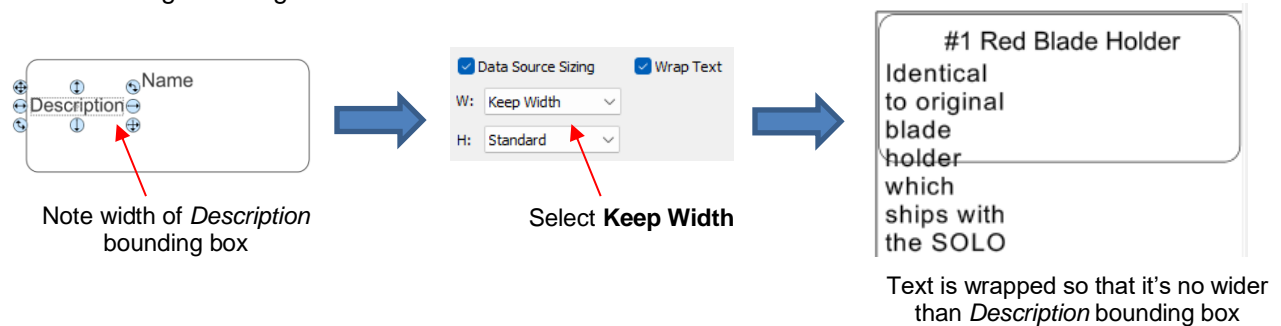 Name
Description
Note width of Description
bounding box
Data Source Sizing
Wrap Text
W: Keep Width
H: Standard
Select Keep Width
#1 Red Blade Holder
Identical
to original
blade
holder
which
ships with
the SOLO
Text is wrapped so that it's no wider
than Description bounding box